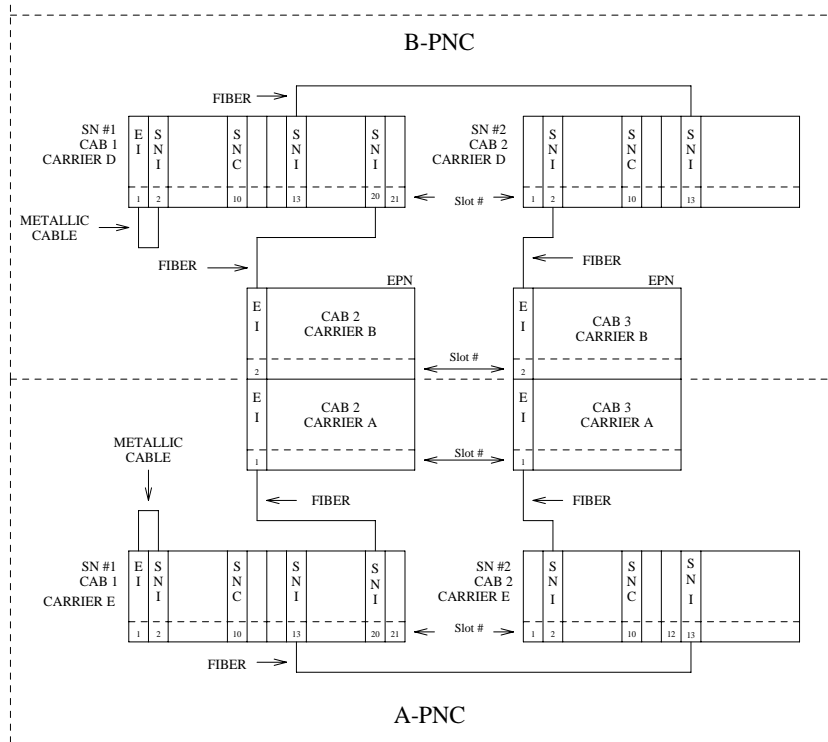 B-PNC
FIBER
SN #1
CAB 1
CARRIER D
E I
S N I
S N C
S N I
S N I
1 2 10 13 20 21
SN #2
CAB 2
CARRIER D
S N I
S N C
S N I
1 2 10 13
Slot #
METALLIC
CABLE
FIBER
FIBER
EPN
E I
CAB 2
CARRIER B
2
EPN
E I
CAB 3
CARRIER B
2
Slot #
E I
CAB 2
CARRIER A
1
E I
CAB 3
CARRIER A
1
Slot #
METALLIC
CABLE
FIBER
FIBER
SN #1
CAB 1
CARRIER E
E I
S N I
S N C
S N I
S N I
1 2 10 13 20 21
SN #2
CAB 2
CARRIER E
S N I
S N C
S N I
1 2 10 12 13
Slot #
FIBER
A-PNC